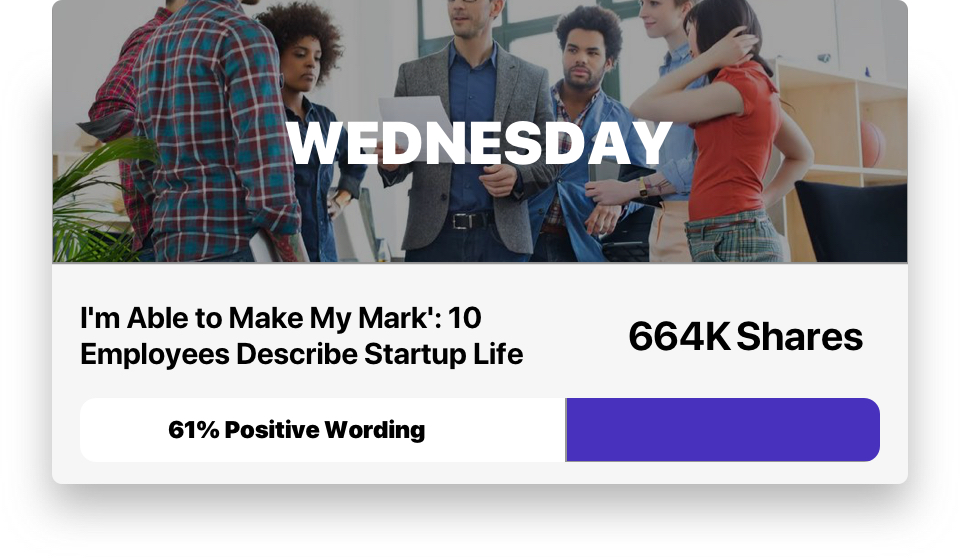 WEDNESDAY
I'm Able to Make My Mark': 10
Employees Describe Startup Life
664K Shares
61% Positive Wording